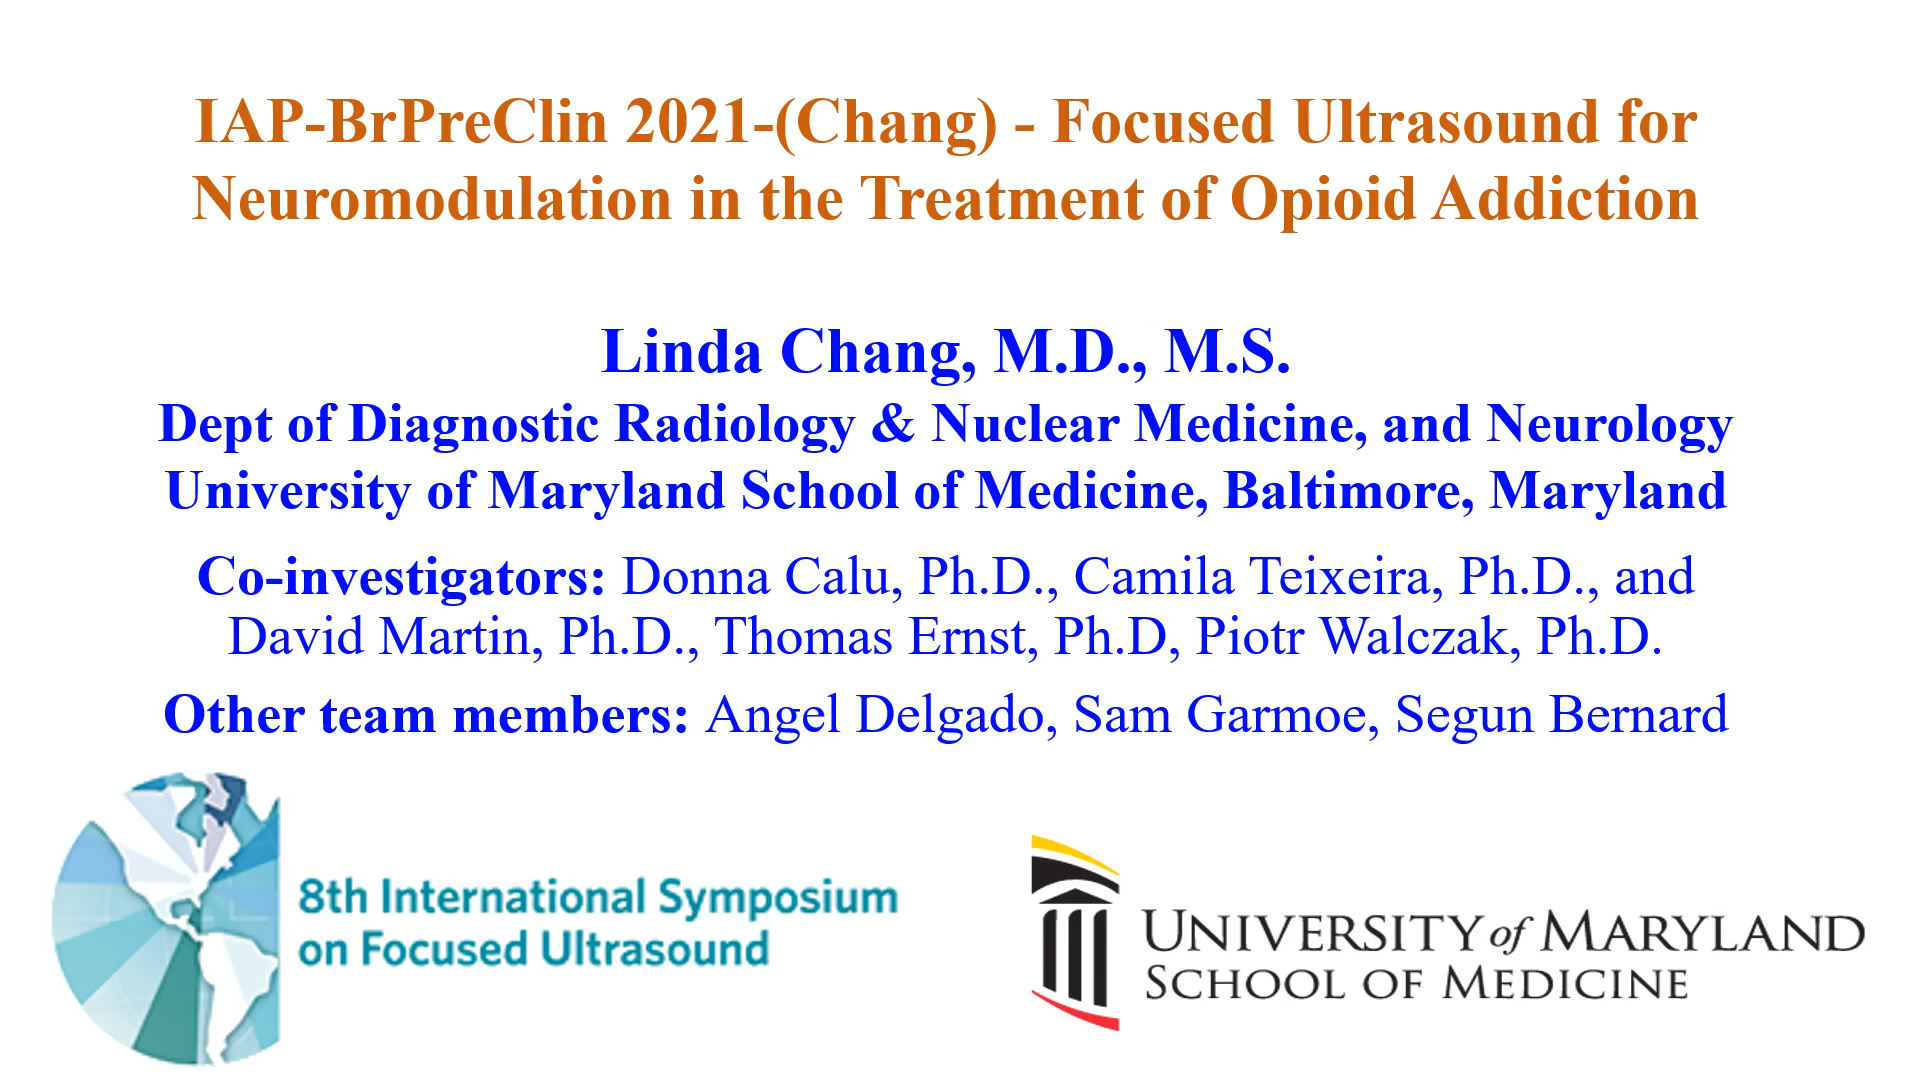 IAP-BrPreClin 2021-(Chang) - Focused Ultrasound for
Neuromodulation in the Treatment of Opioid Addiction
Linda Chang, M.D., M.S.
Dept of Diagnostic Radiology & Nuclear Medicine, and Neurology
University of Maryland School of Medicine, Baltimore, Maryland
Co-investigators: Donna Calu, Ph.D., Camila Teixeira, Ph.D., and
David Martin, Ph.D., Thomas Ernst, Ph.D, Piotr Walczak, Ph.D.
Other team members: Angel Delgado, Sam Garmoe, Segun Bernard
8th International Symposium
on Focused Ultrasound
UNIVERSITY of MARYLAND
SCHOOL OF MEDICINE